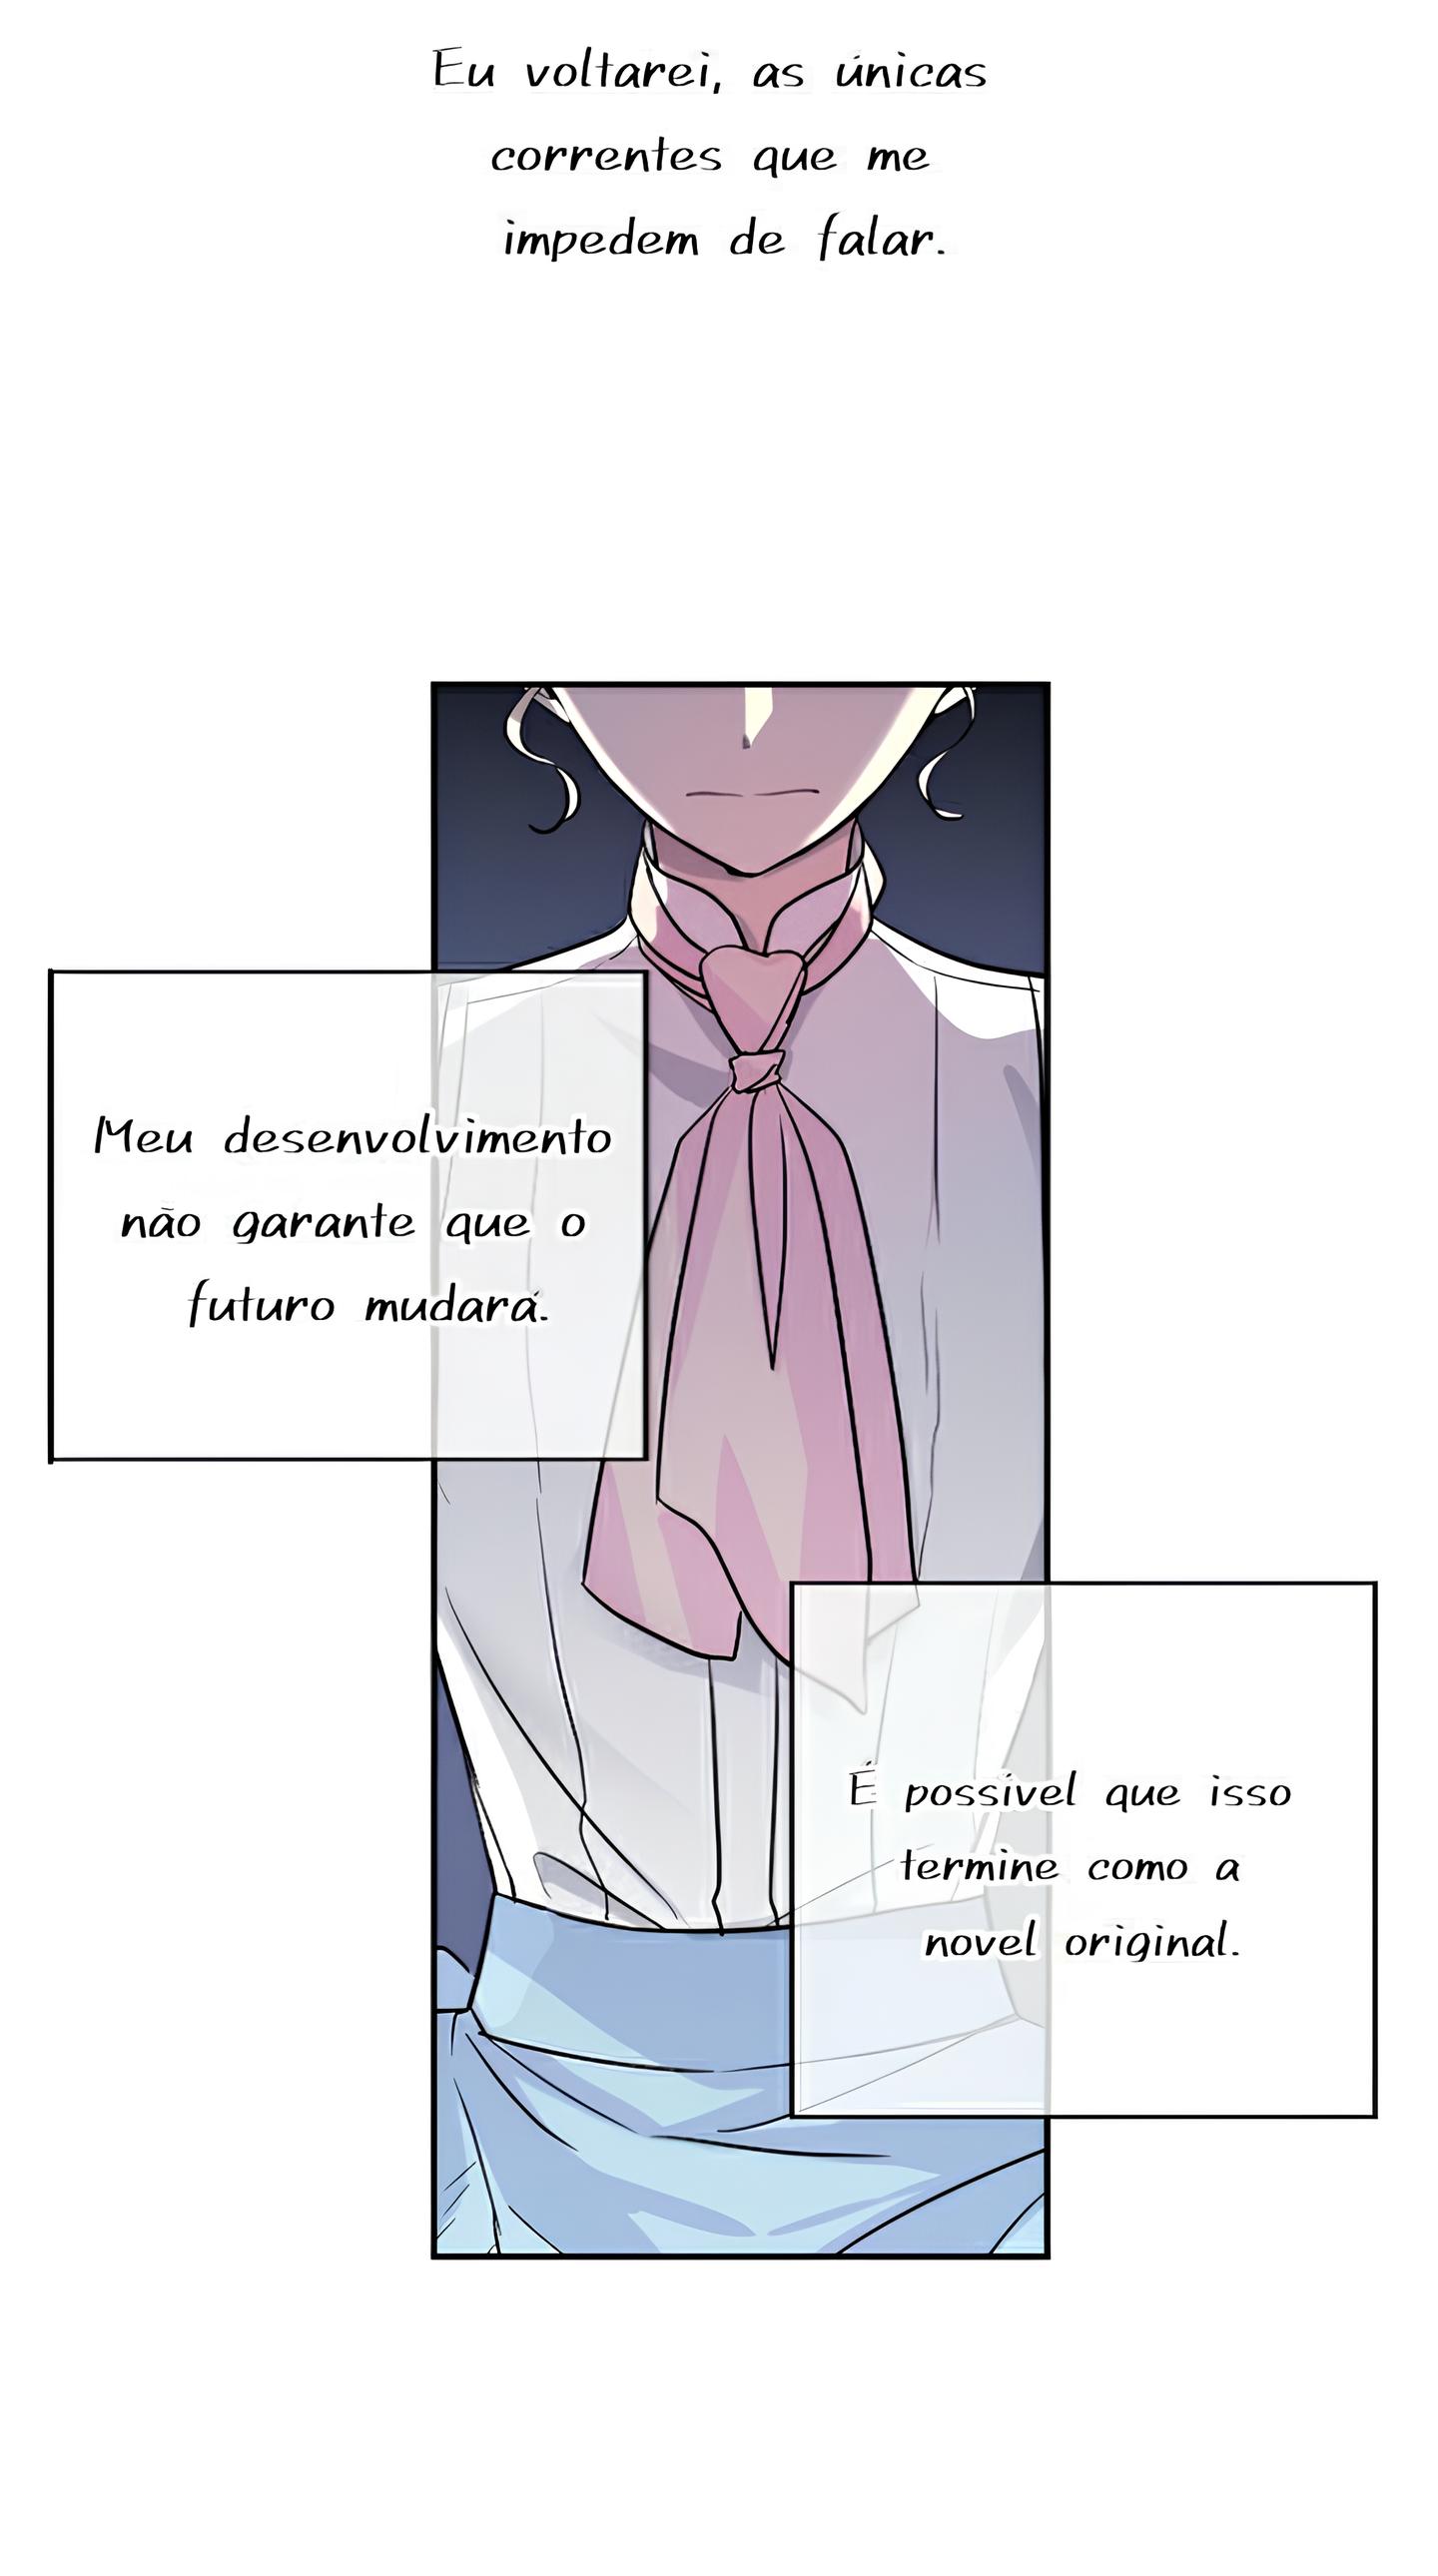 Eu voltarei, as únicas
correntes que me
impedem de falar.
Meu desenvolvimento
não garante que o
futuro mudará.
É possível que isso
termine como a
novel original.